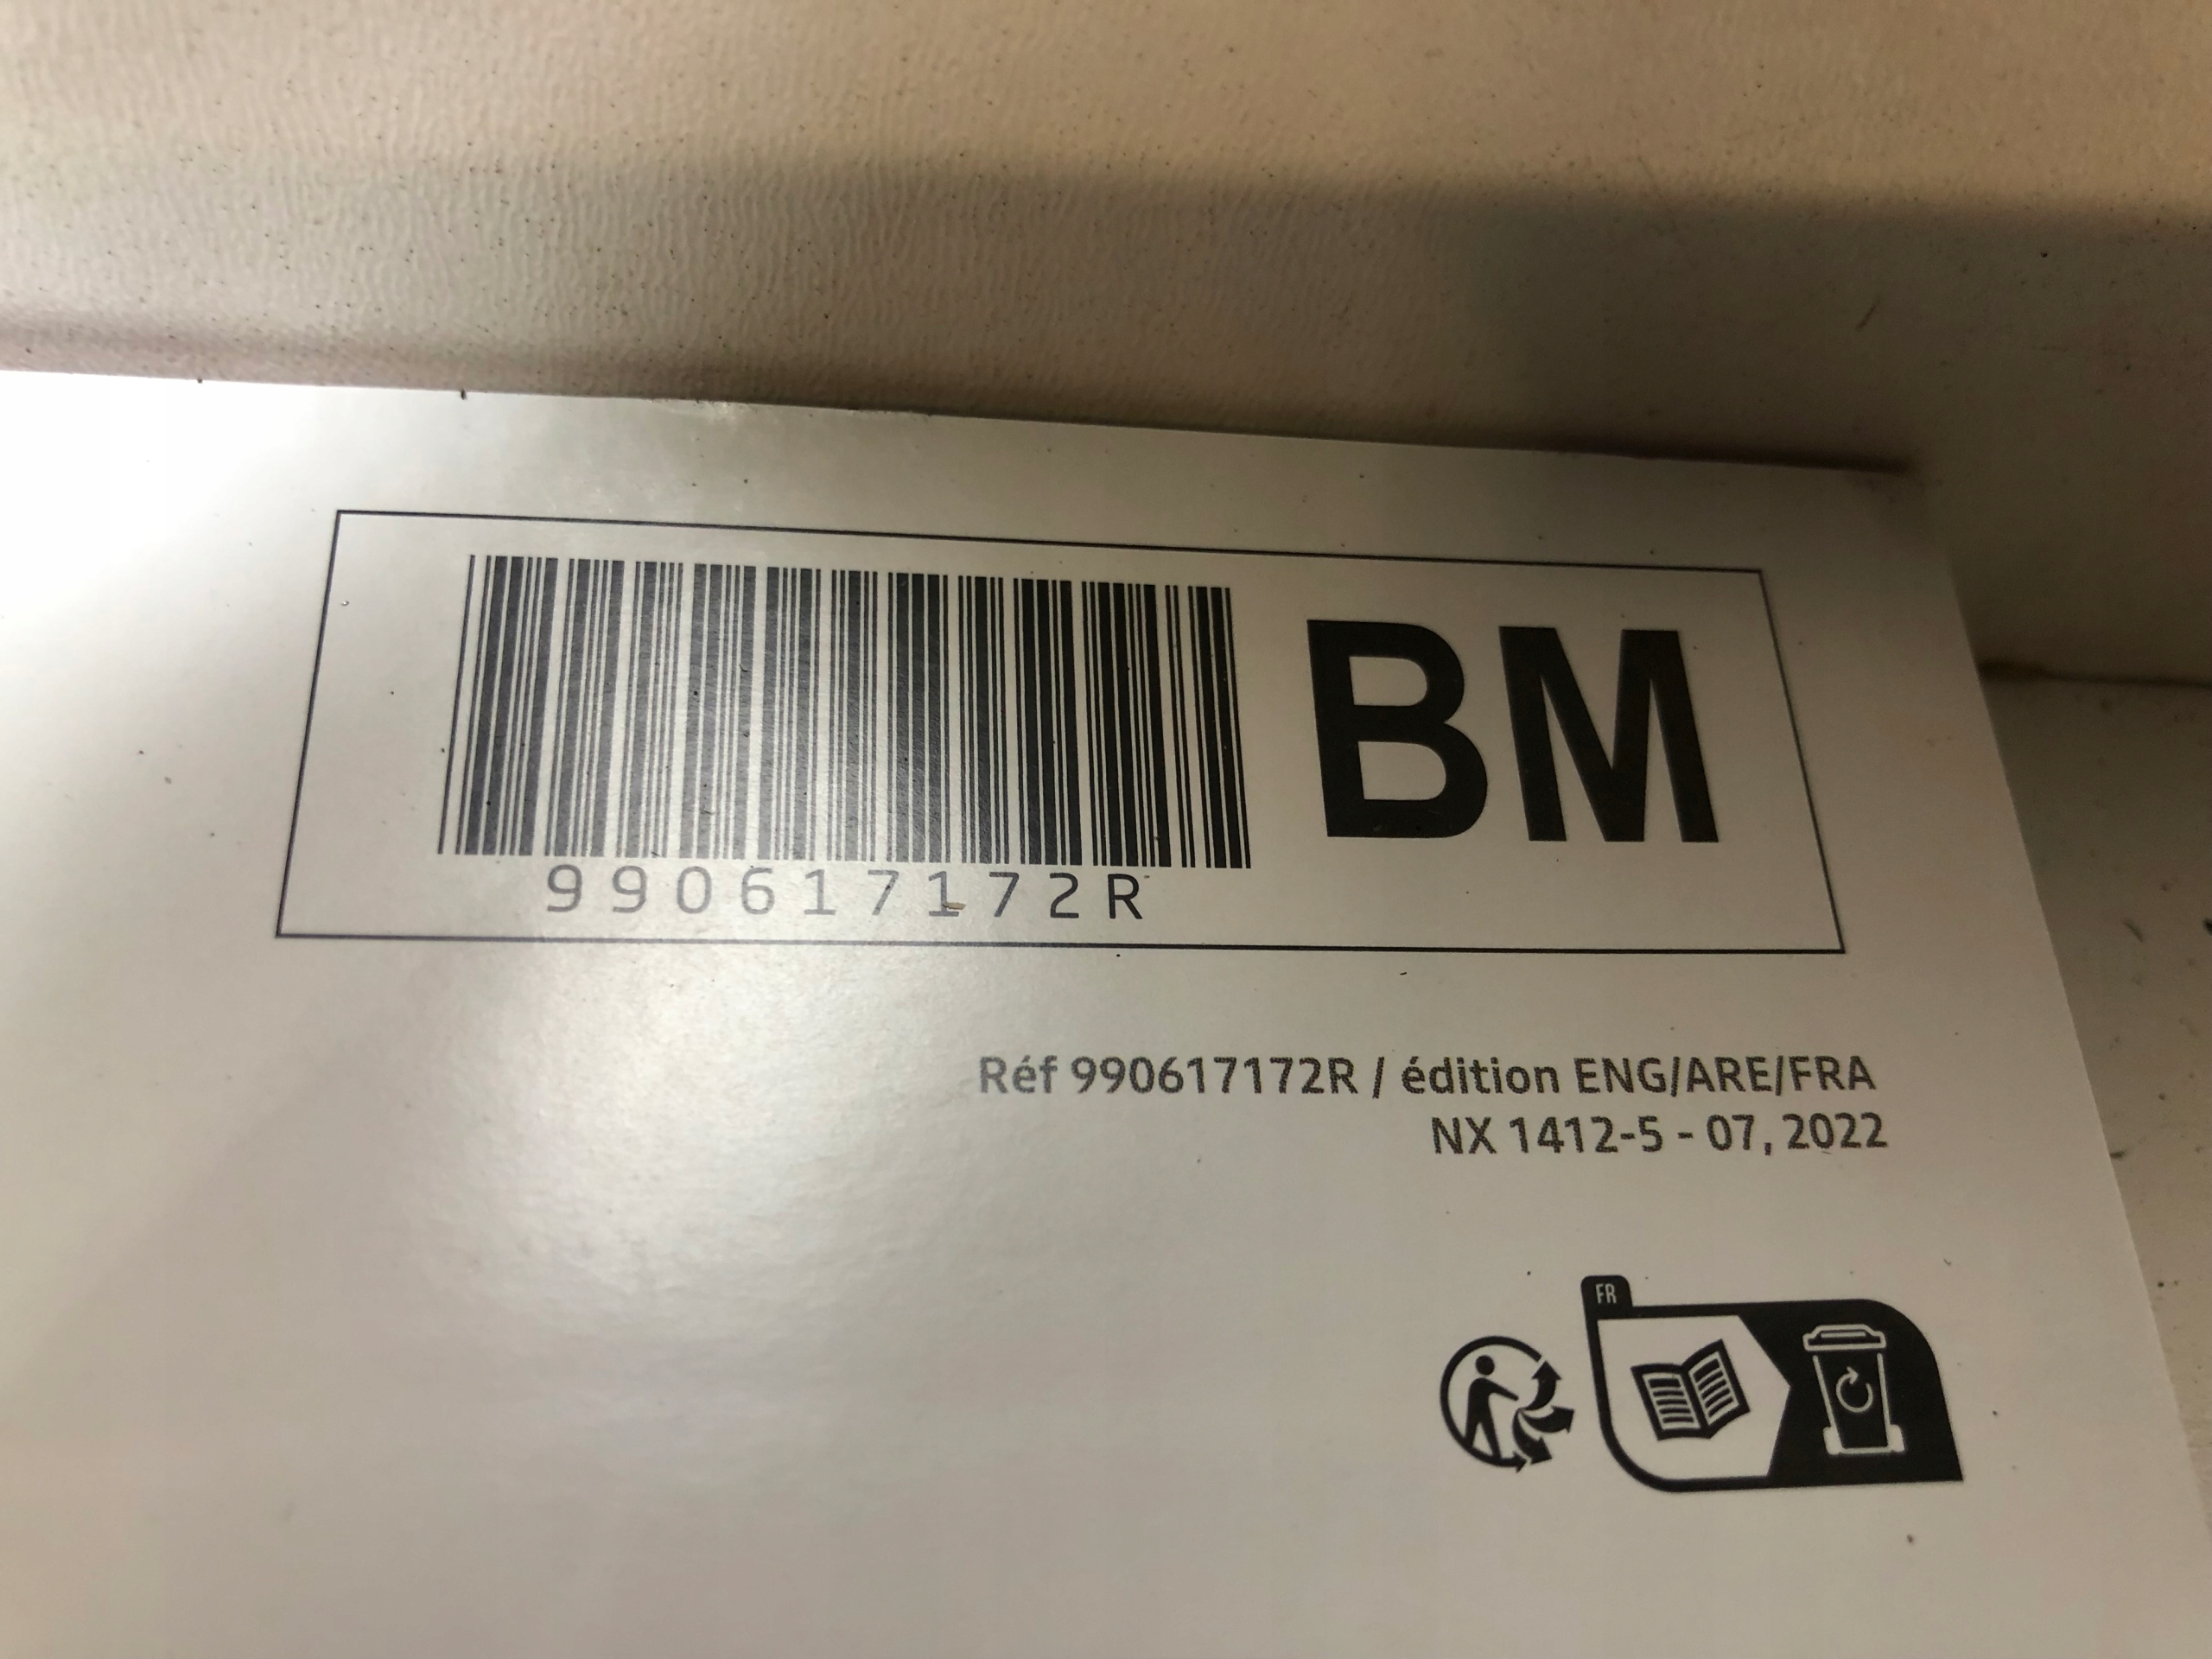 BM
990617172R
Réf 990617172R / édition ENG/ARE/FRA
NX 1412-5 - 07, 2022
FR